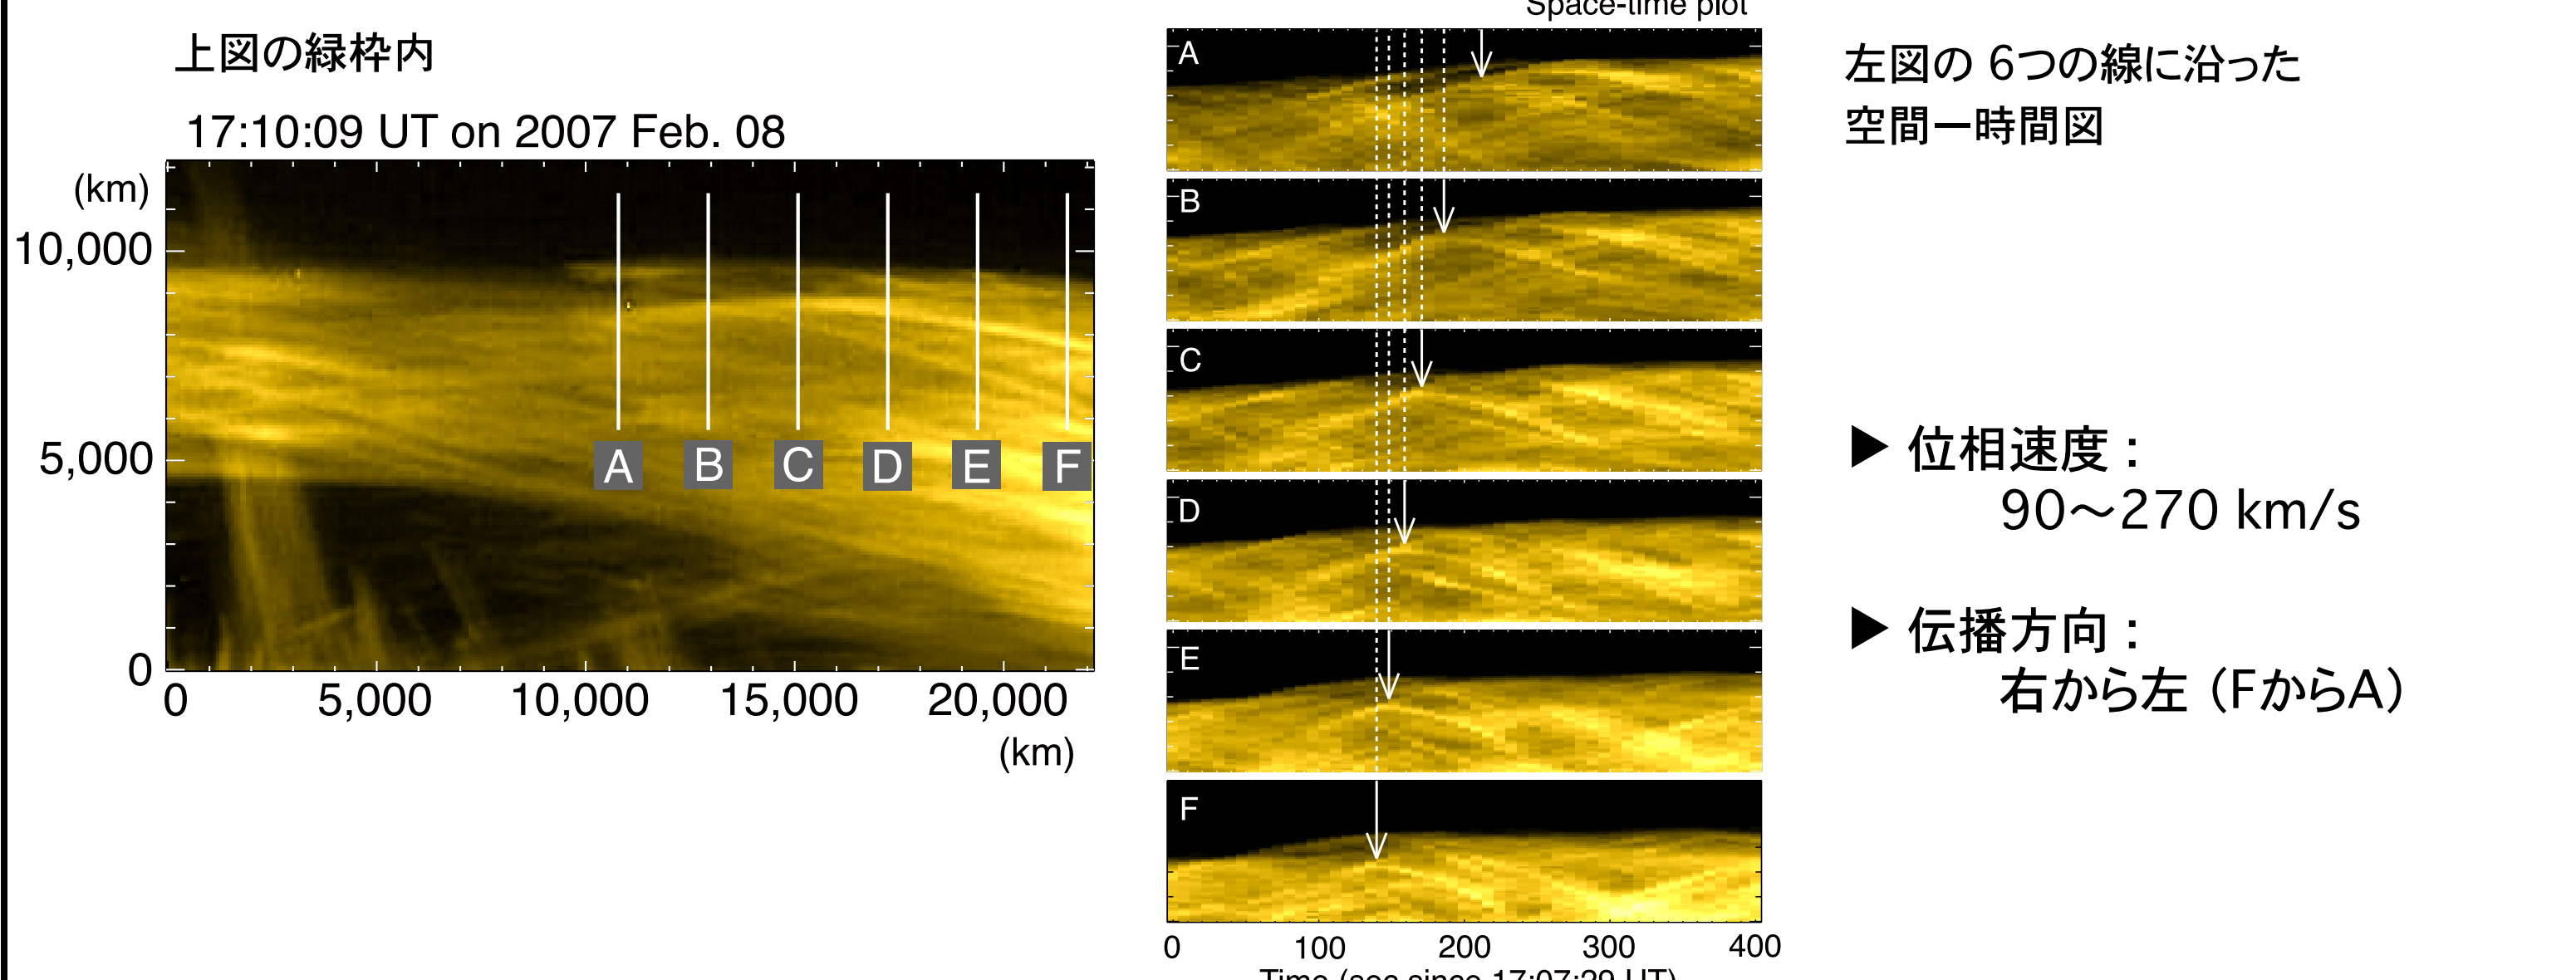 上図の緑枠内
17:10:09 UT on 2007 Feb. 08
(km)
10,000
5,000
0
0 5,000 10,000 15,000 20,000
(km)
A B C D E F
Space-time plot
A
B
C
D
E
F
0 100 200 300 400
Time (sec since 17:07:29 UT)
左図の 6つの線に沿った
空間ー時間図
▶ 位相速度：
90〜270 km/s
▶ 伝播方向：
右から左（FからA）